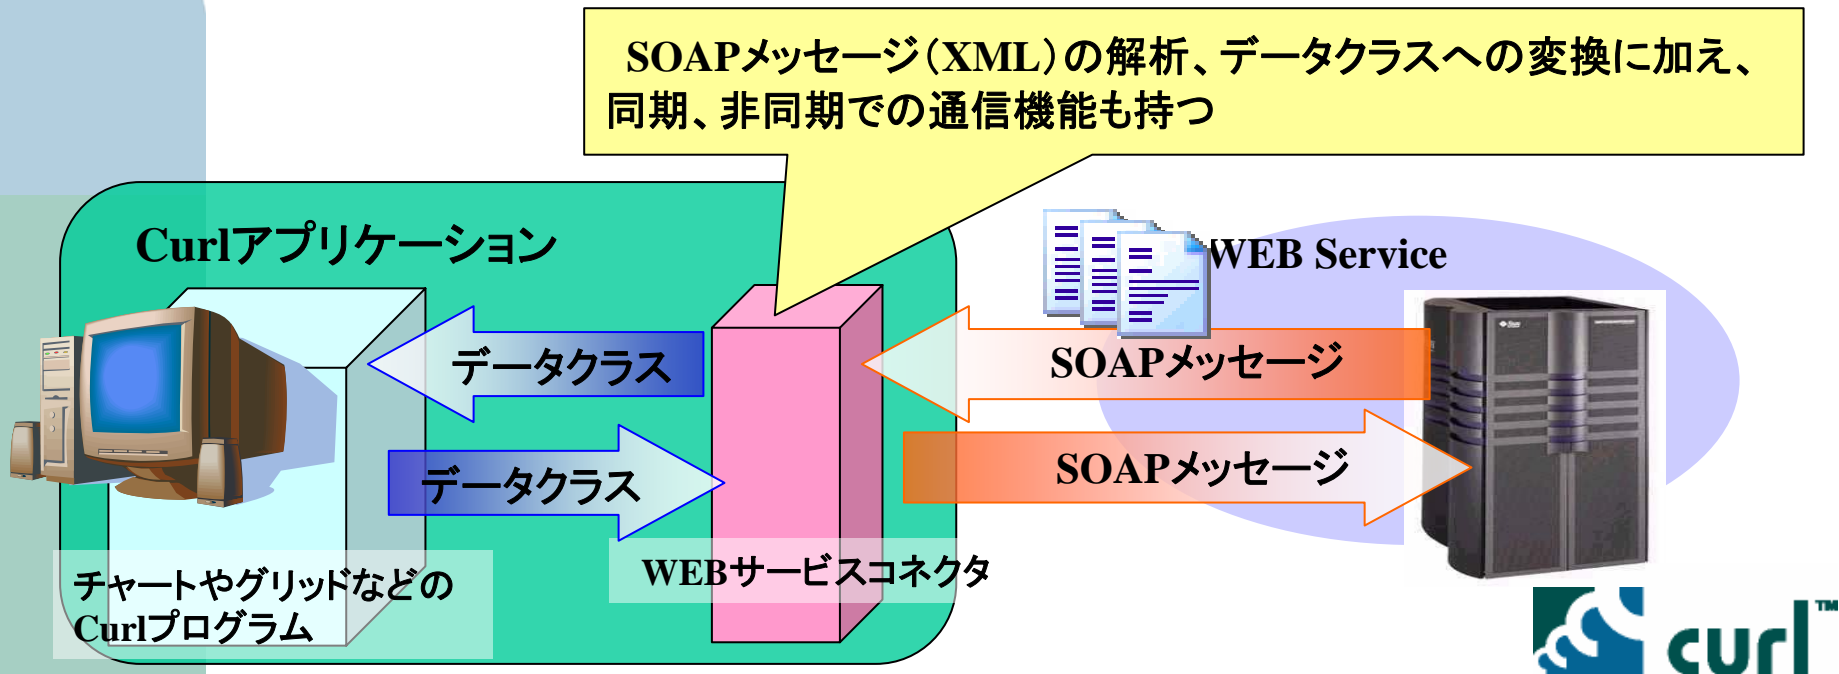 SOAPメッセージ（XML）の解析、データクラスへの変換に加え、
同期、非同期での通信機能も持つ
Curlアプリケーション
WEB Service
データクラス
SOAPメッセージ
データクラス
SOAPメッセージ
WEBサービスコネクタ
チャートやグリッドなどの
Curlプログラム
curl™